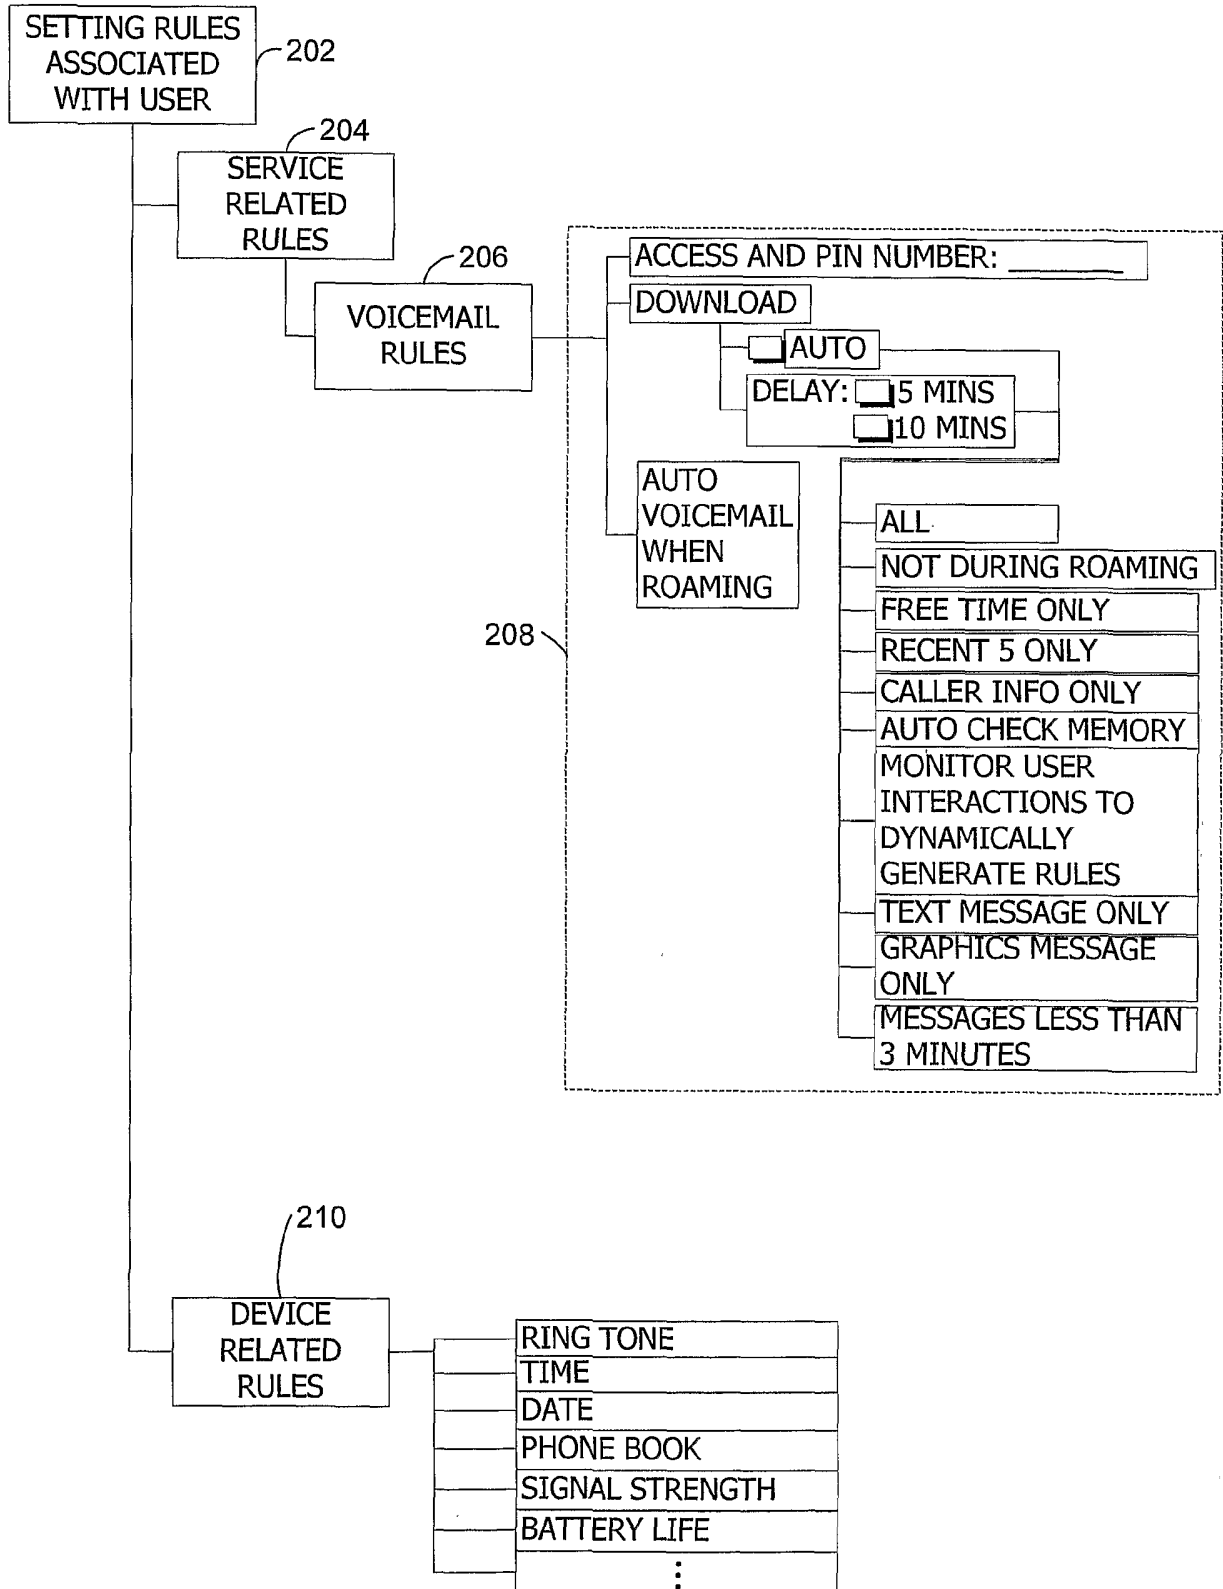 SETTING RULES
ASSOCIATED
WITH USER
202
204
SERVICE
RELATED
RULES
206
VOICEMAIL
RULES
ACCESS AND PIN NUMBER: ________
DOWNLOAD
AUTO
DELAY: 5 MINS
10 MINS
AUTO
VOICEMAIL
WHEN
ROAMING
208
ALL
NOT DURING ROAMING
FREE TIME ONLY
RECENT 5 ONLY
CALLER INFO ONLY
AUTO CHECK MEMORY
MONITOR USER
INTERACTIONS TO
DYNAMICALLY
GENERATE RULES
TEXT MESSAGE ONLY
GRAPHICS MESSAGE
ONLY
MESSAGES LESS THAN
3 MINUTES
210
DEVICE
RELATED
RULES
RING TONE
TIME
DATE
PHONE BOOK
SIGNAL STRENGTH
BATTERY LIFE
⋮